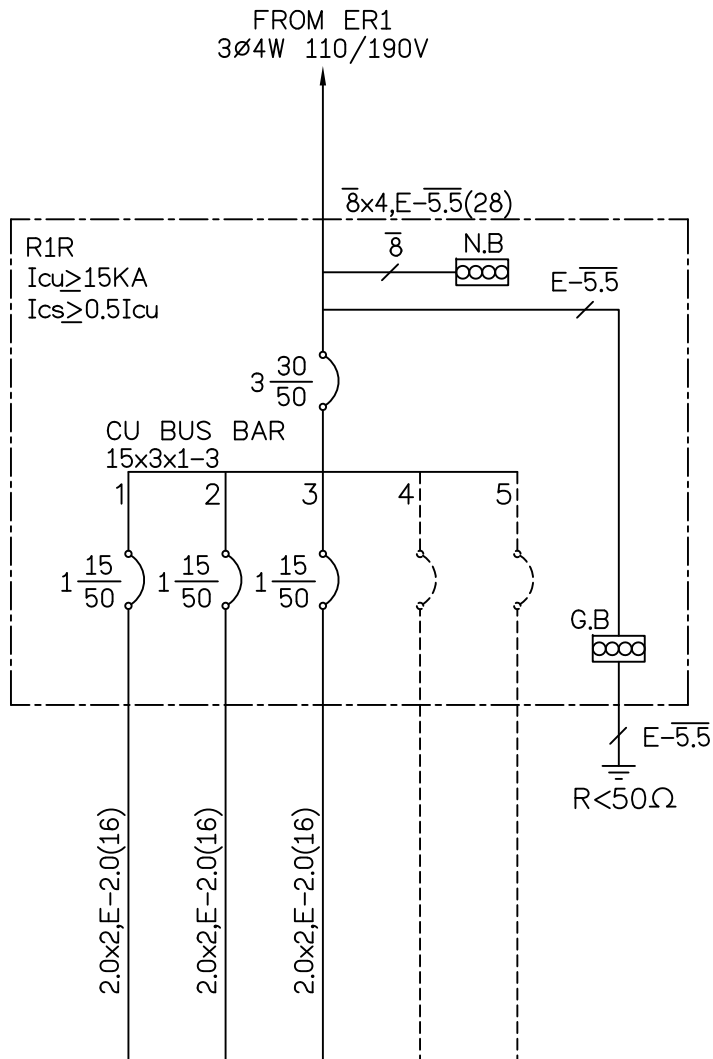 FROM ER1
3Ø4W 110/190V
8̅x4,E-5.5̅(28)
R1R
Icu≥15KA
Ics≥0.5Icu
8̅
N.B
E-5.5̅
3 30/50
CU BUS BAR
15x3x1-3
1 2 3 4 5
1 15/50 1 15/50 1 15/50
G.B
E-5.5̅
R<50Ω
2.0x2,E-2.0(16)
2.0x2,E-2.0(16)
2.0x2,E-2.0(16)